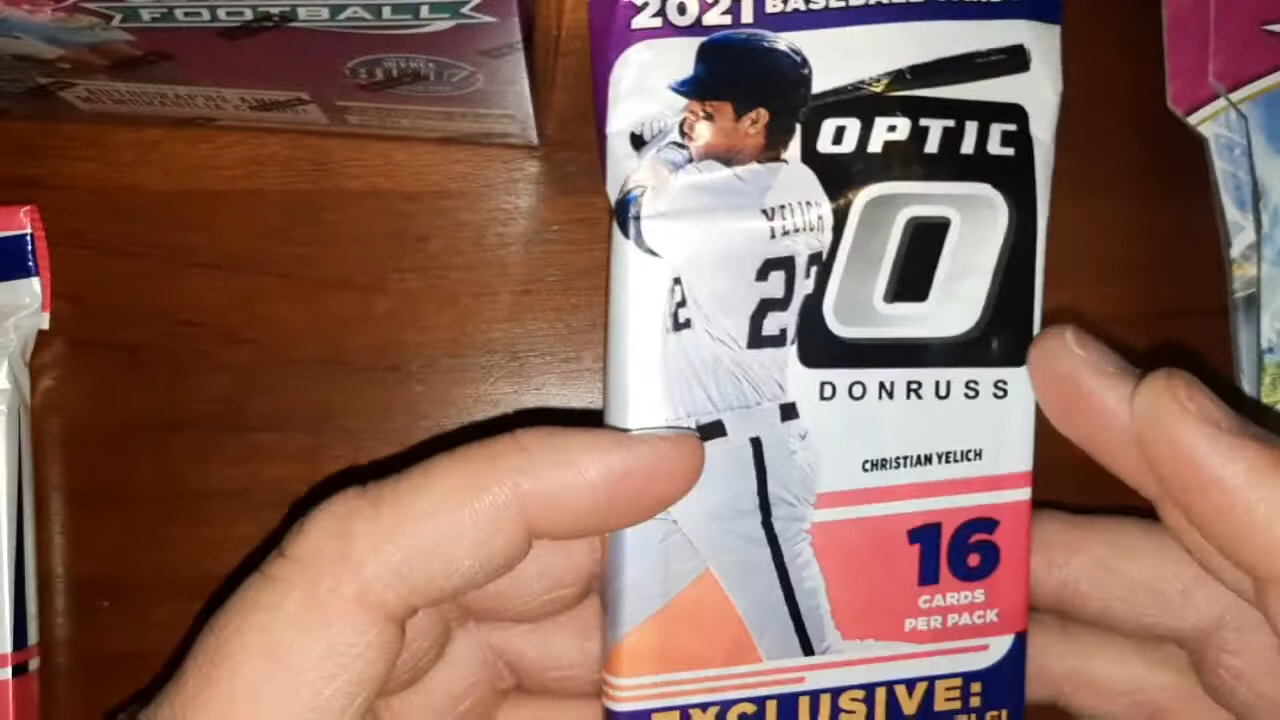 FOOTBALL
2021 BASEBALL
OPTIC
O
YELICH
22
DONRUSS
CHRISTIAN YELICH
16
CARDS
PER PACK
EXCLUSIVE: